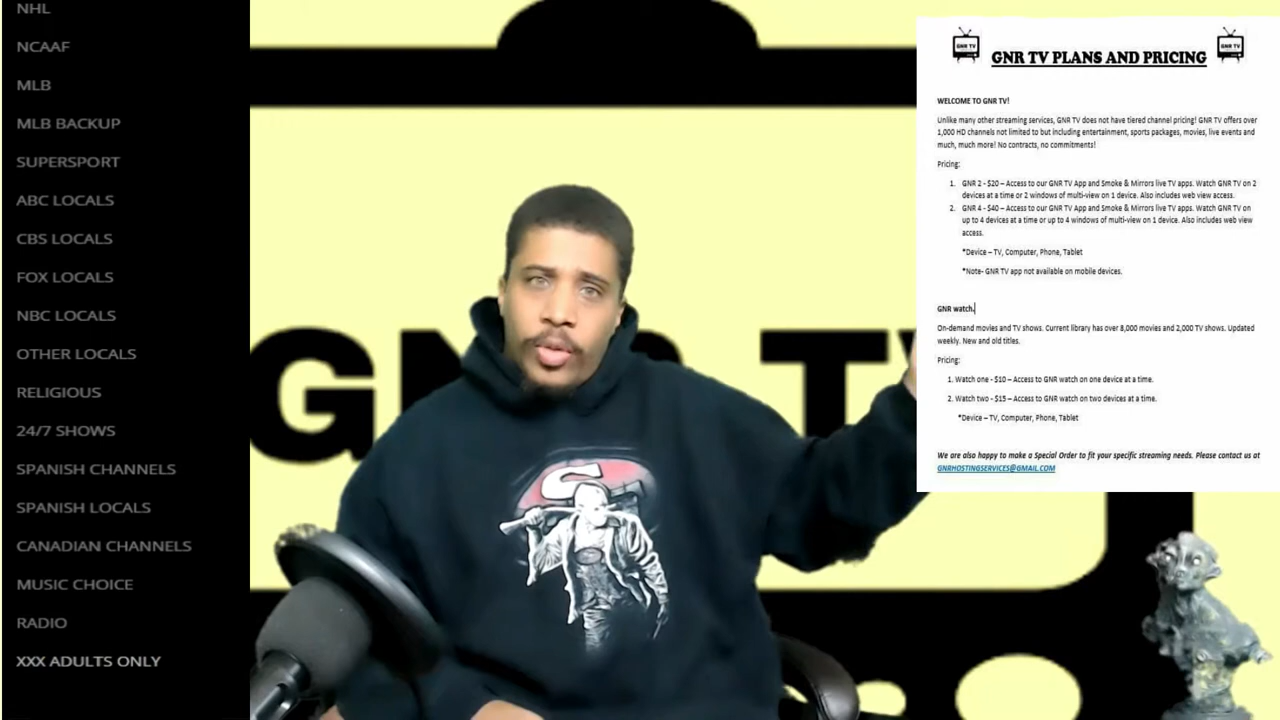 NHL
NCAAF
MLB
MLB BACKUP
SUPERSPORT
ABC LOCALS
CBS LOCALS
FOX LOCALS
NBC LOCALS
OTHER LOCALS
RELIGIOUS
24/7 SHOWS
SPANISH CHANNELS
SPANISH LOCALS
CANADIAN CHANNELS
MUSIC CHOICE
RADIO
XXX ADULTS ONLY
GNR TV
GNR TV
GNR TV PLANS AND PRICING
GNR TV
WELCOME TO GNR TV!
Unlike many other streaming services, GNR TV does not have tiered channel pricing! GNR TV offers over
1,000 HD channels not limited to but including entertainment, sports packages, movies, live events and
much, much more! No contracts, no commitments!
Pricing:
1. GNR 2 - $20 – Access to our GNR TV App and Smoke & Mirrors live TV apps. Watch GNR TV on 2
devices at a time or 2 windows of multi-view on 1 device. Also includes web view access.
2. GNR 4 - $40 – Access to our GNR TV App and Smoke & Mirrors live TV apps. Watch GNR TV on
up to 4 devices at a time or up to 4 windows of multi-view on 1 device. Also includes web view
access.
*Device – TV, Computer, Phone, Tablet
*Note- GNR TV app not available on mobile devices.
GNR watch.
On-demand movies and TV shows. Current library has over 8,000 movies and 2,000 TV shows. Updated
weekly. New and old titles.
Pricing:
1. Watch one - $10 – Access to GNR watch on one device at a time.
2. Watch two - $15 – Access to GNR watch on two devices at a time.
*Device – TV, Computer, Phone, Tablet
We are also happy to make a Special Order to fit your specific streaming needs. Please contact us at
GNRHOSTINGSERVICES@GMAIL.COM